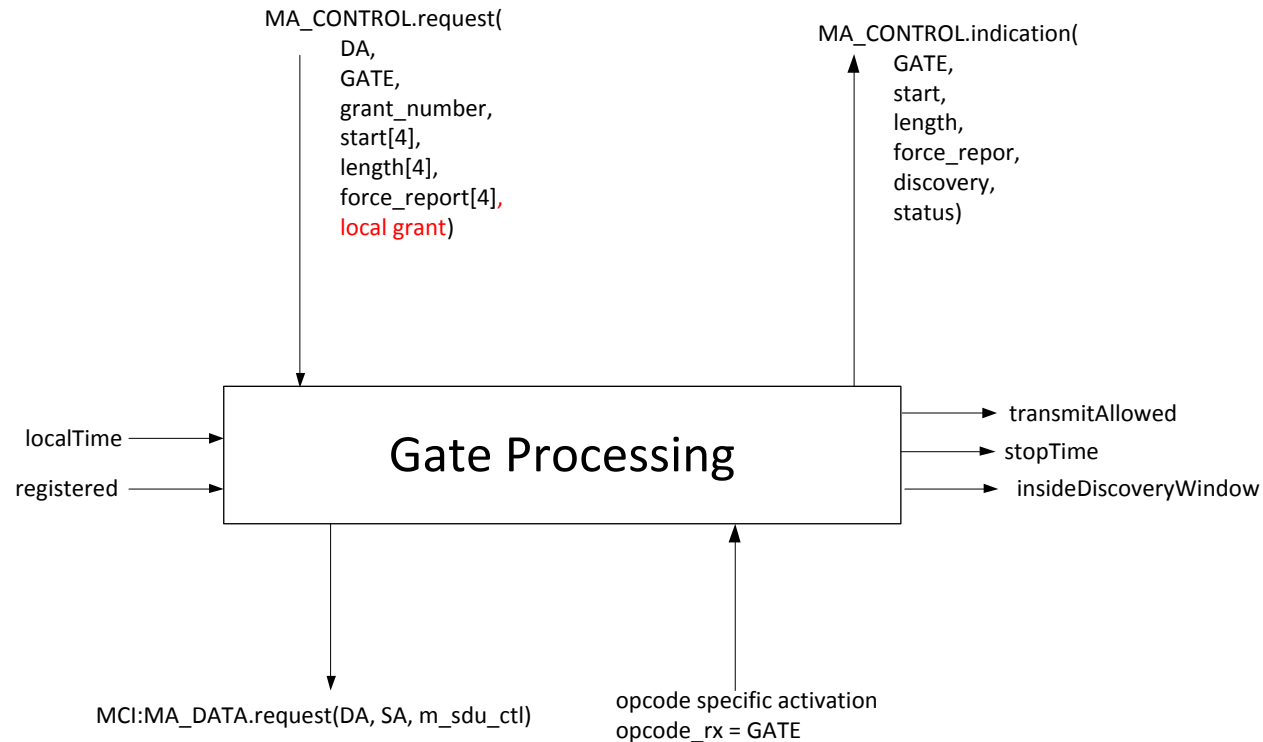 MA_CONTROL.request(
DA,
GATE,
grant_number,
start[4],
length[4],
force_report[4],
local grant)
MA_CONTROL.indication(
GATE,
start,
length,
force_repor,
discovery,
status)
localTime
registered
Gate Processing
transmitAllowed
stopTime
insideDiscoveryWindow
MCI:MA_DATA.request(DA, SA, m_sdu_ctl)
opcode specific activation
opcode_rx = GATE